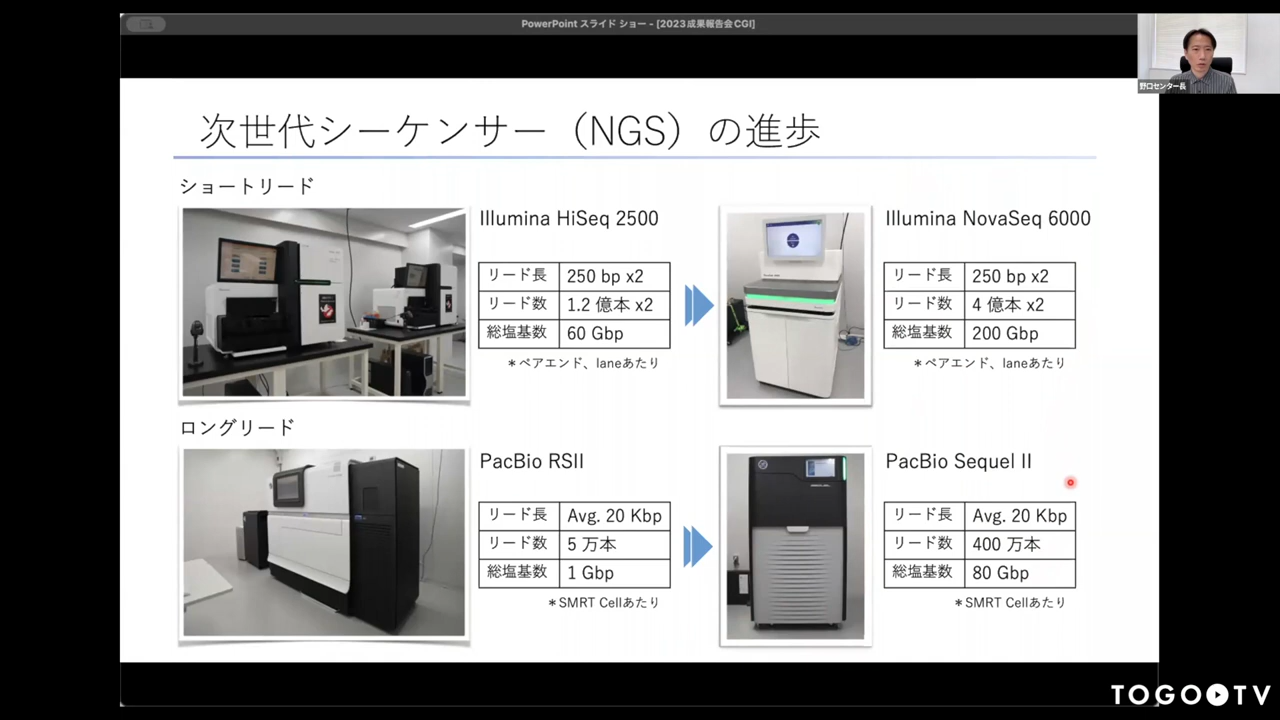 PowerPoint スライド ショー - [2023成果報告会CGI]
野口センター長
次世代シーケンサー（NGS）の進歩
ショートリード
Illumina HiSeq 2500
リード長 250 bp x2
リード数 1.2 億本 x2
総塩基数 60 Gbp
＊ペアエンド、laneあたり
Illumina NovaSeq 6000
リード長 250 bp x2
リード数 4 億本 x2
総塩基数 200 Gbp
＊ペアエンド、laneあたり
ロングリード
PacBio RSII
リード長 Avg. 20 Kbp
リード数 5 万本
総塩基数 1 Gbp
＊SMRT Cellあたり
PacBio Sequel II
リード長 Avg. 20 Kbp
リード数 400 万本
総塩基数 80 Gbp
＊SMRT Cellあたり
TOGO TV